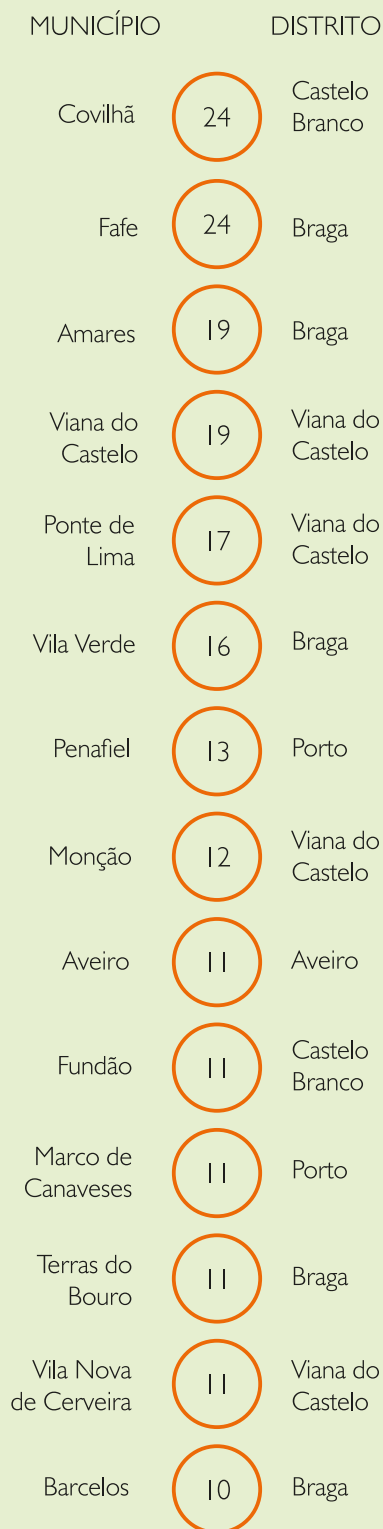 MUNICÍPIO DISTRITO
Covilhã 24 Castelo
Branco
Fafe 24 Braga
Amares 19 Braga
Viana do
Castelo 19 Viana do
Castelo
Ponte de
Lima 17 Viana do
Castelo
Vila Verde 16 Braga
Penafiel 13 Porto
Monção 12 Viana do
Castelo
Aveiro 11 Aveiro
Fundão 11 Castelo
Branco
Marco de
Canaveses 11 Porto
Terras do
Bouro 11 Braga
Vila Nova
de Cerveira 11 Viana do
Castelo
Barcelos 10 Braga